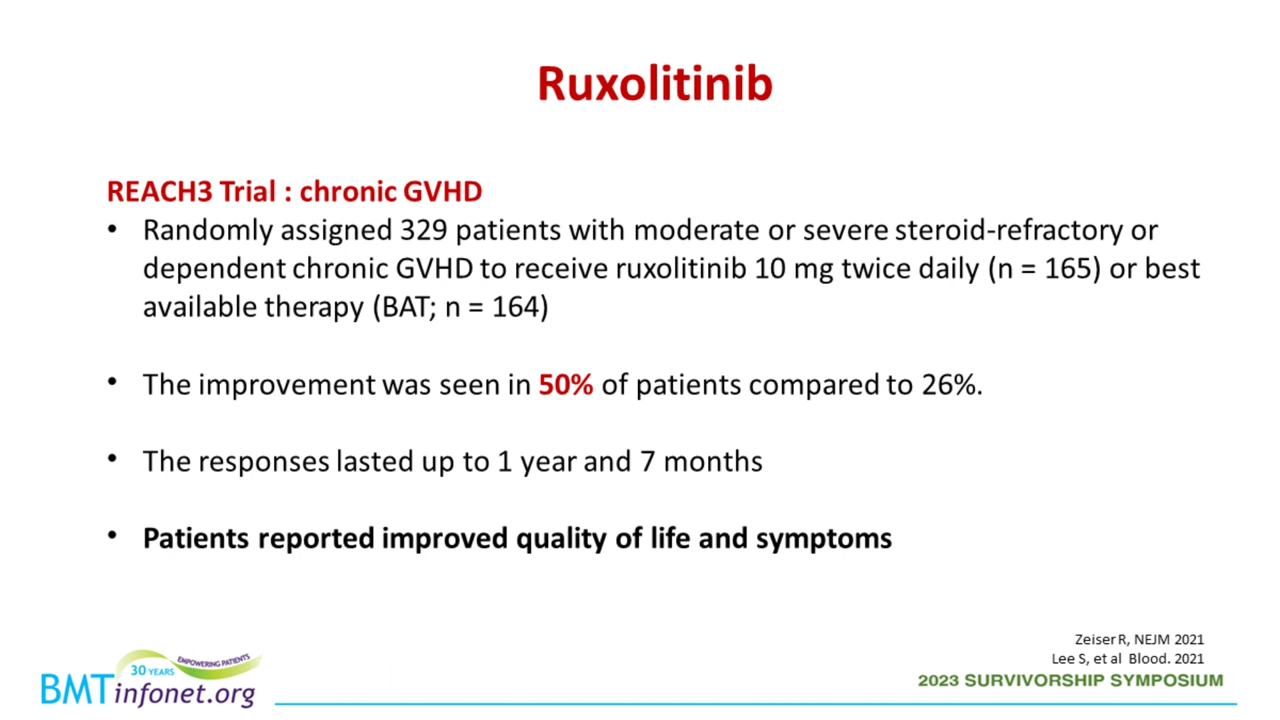 Ruxolitinib
REACH3 Trial : chronic GVHD
• Randomly assigned 329 patients with moderate or severe steroid-refractory or
dependent chronic GVHD to receive ruxolitinib 10 mg twice daily (n = 165) or best
available therapy (BAT; n = 164)
• The improvement was seen in 50% of patients compared to 26%.
• The responses lasted up to 1 year and 7 months
• Patients reported improved quality of life and symptoms
Zeiser R, NEJM 2021
Lee S, et al Blood. 2021
2023 SURVIVORSHIP SYMPOSIUM
30 YEARS
EMPOWERING PATIENTS
BMTinfonet.org